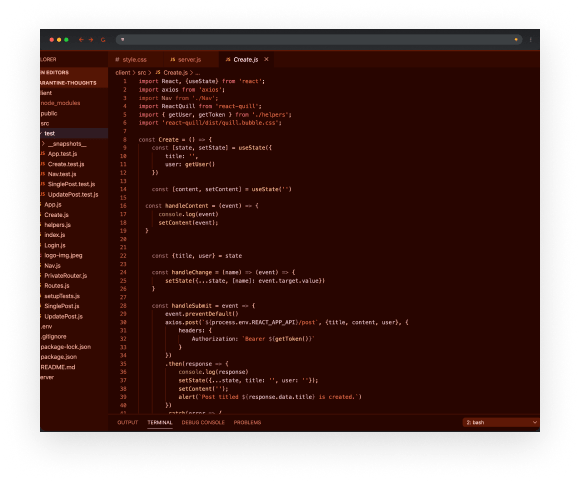 # style.css JS server.js JS Create.js ×
LORER
client > src > JS Create.js > ...
N EDITORS
ARANTINE-THOUGHTS
lient
node_modules
public
src
test
__snapshots__
JS App.test.js
JS Create.test.js
JS Nav.test.js
JS SinglePost.test.js
JS UpdatePost.test.js
App.js
Create.js
helpers.js
index.js
Login.js
logo-img.jpeg
Nav.js
PrivateRouter.js
Routes.js
setupTests.js
SinglePost.js
UpdatePost.js
.env
.gitignore
package-lock.json
package.json
README.md
erver
1 import React, {useState} from 'react';
2 import axios from 'axios';
3 import Nav from './Nav';
4 import ReactQuill from 'react-quill';
5 import { getUser, getToken } from './helpers';
6 import 'react-quill/dist/quill.bubble.css';
7
8 const Create = () => {
9 const [state, setState] = useState({
10 title: '',
11 user: getUser()
12 })
13
14 const [content, setContent] = useState('')
15
16 const handleContent = (event) => {
17 console.log(event)
18 setContent(event);
19 }
20
21
22 const {title, user} = state
23
24 const handleChange = (name) => (event) => {
25 setState({...state, [name]: event.target.value})
26 }
27
28 const handleSubmit = event => {
29 event.preventDefault()
30 axios.post(`${process.env.REACT_APP_API}/post`, {title, content, user}, {
31 headers: {
32 Authorization: `Bearer ${getToken()}`
33 }
34 })
35 .then(response => {
36 console.log(response)
37 setState({...state, title: '', user: ''});
38 setContent('');
39 alert(`Post titled ${response.data.title} is created.`)
40 })
41 .catch(error => {
OUTPUT TERMINAL DEBUG CONSOLE PROBLEMS 2: bash